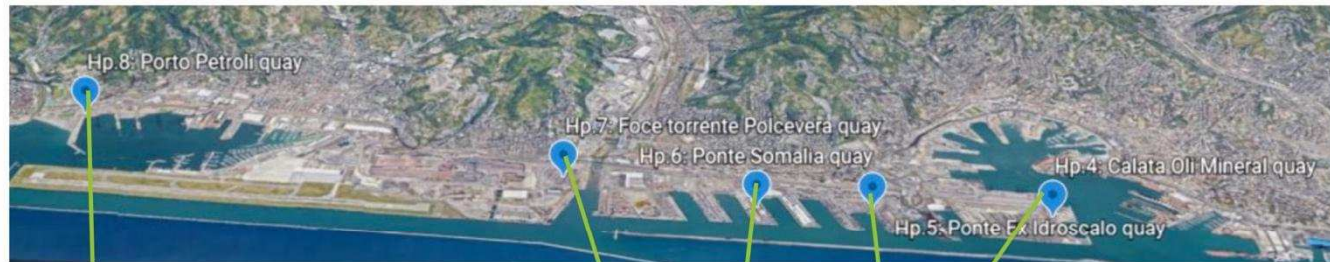 Hp.8: Porto Petroli quay
Hp.7: Foce torrente Polcevera quay
Hp.6: Ponte Somalia quay
Hp.4: Calata Oli Mineral quay
Hp.5: Ponte Ex Idroscalo quay